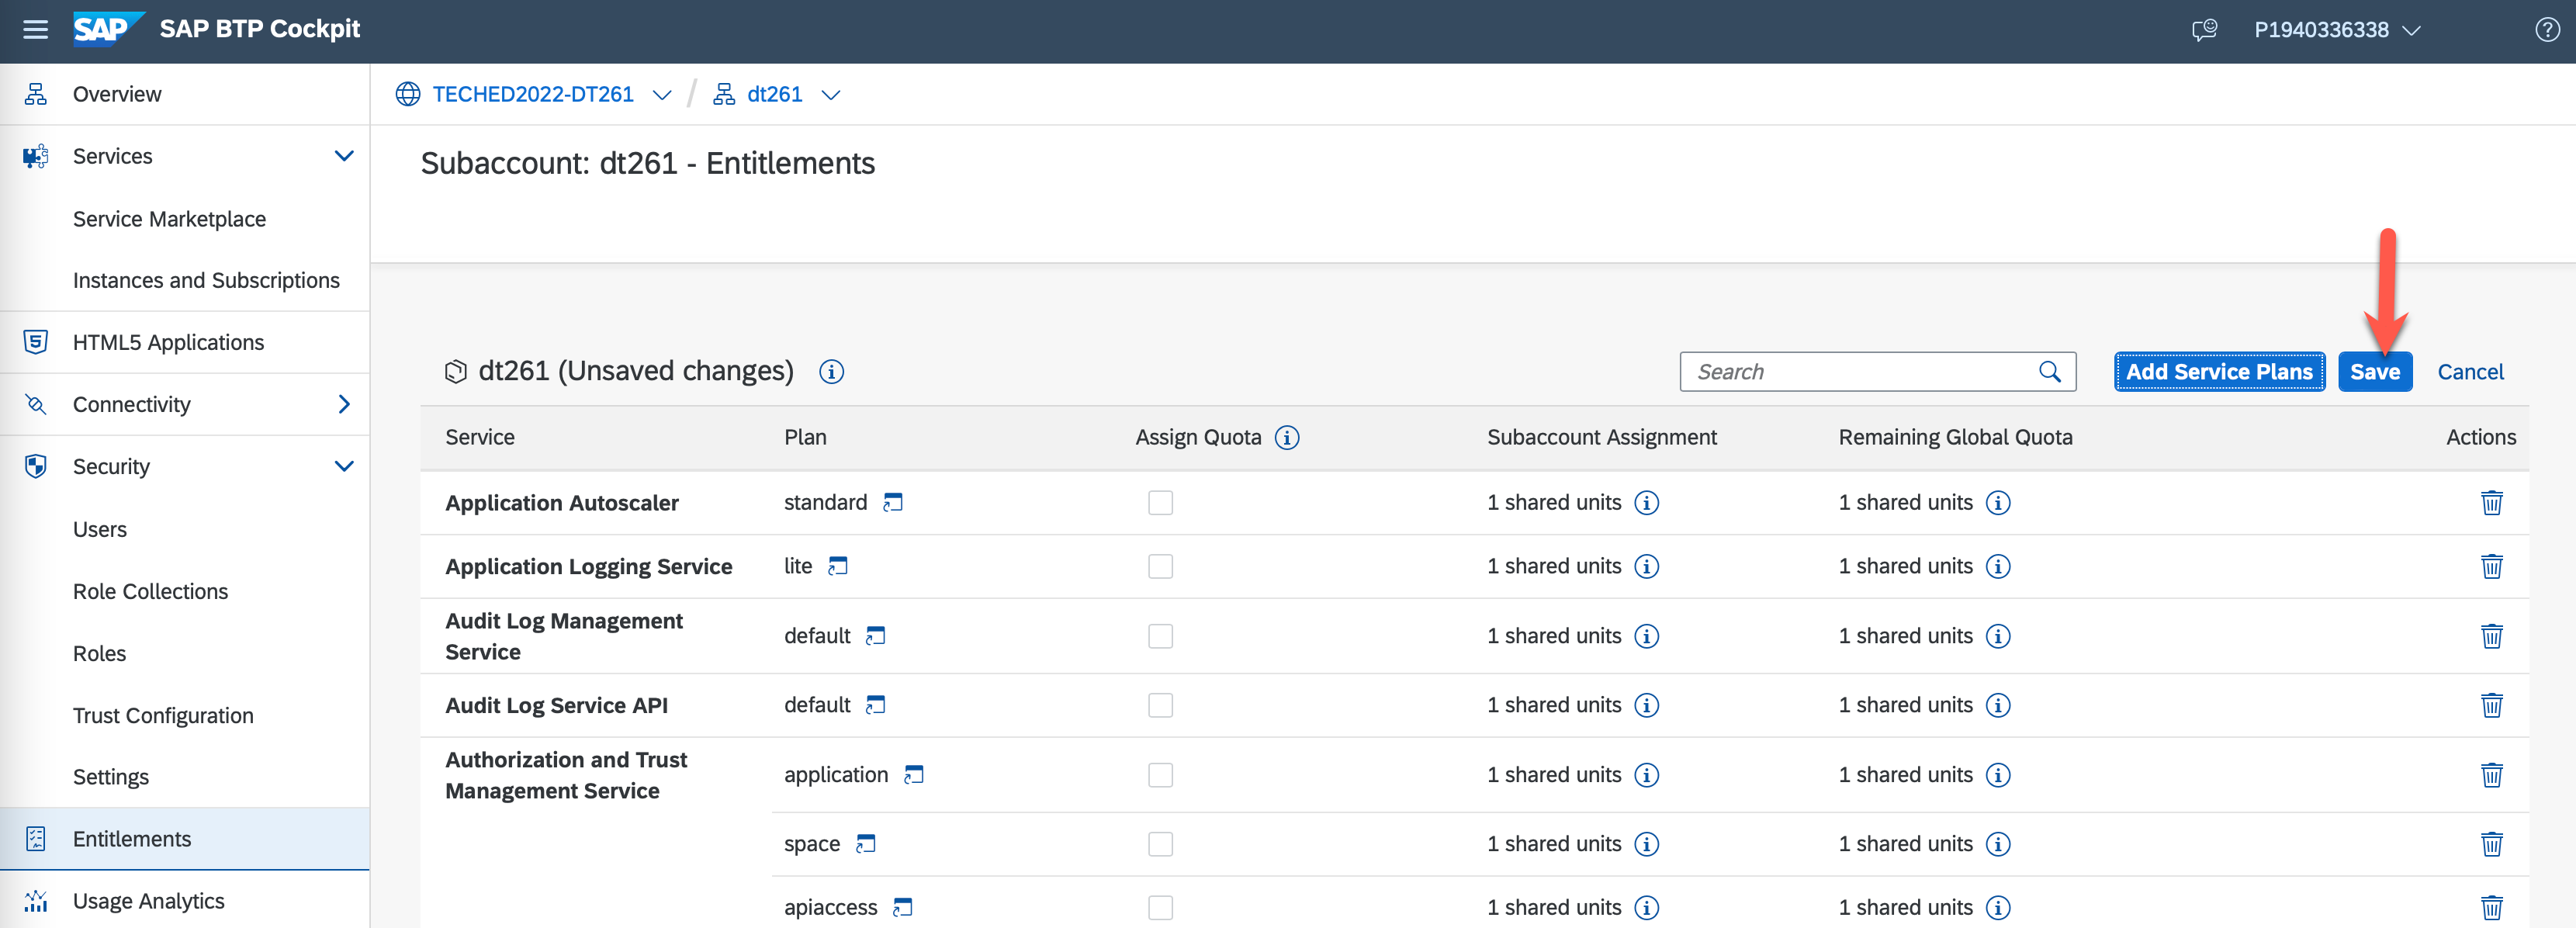 SAP SAP BTP Cockpit P1940336338
Overview
Services
Service Marketplace
Instances and Subscriptions
HTML5 Applications
Connectivity
Security
Users
Role Collections
Roles
Trust Configuration
Settings
Entitlements
Usage Analytics
TECHED2022-DT261 / dt261
Subaccount: dt261 - Entitlements
dt261 (Unsaved changes) Search Add Service Plans Save Cancel
Service Plan Assign Quota Subaccount Assignment Remaining Global Quota Actions
Application Autoscaler standard 1 shared units 1 shared units
Application Logging Service lite 1 shared units 1 shared units
Audit Log Management
Service default 1 shared units 1 shared units
Audit Log Service API default 1 shared units 1 shared units
Authorization and Trust
Management Service application 1 shared units 1 shared units
space 1 shared units 1 shared units
apiaccess 1 shared units 1 shared units